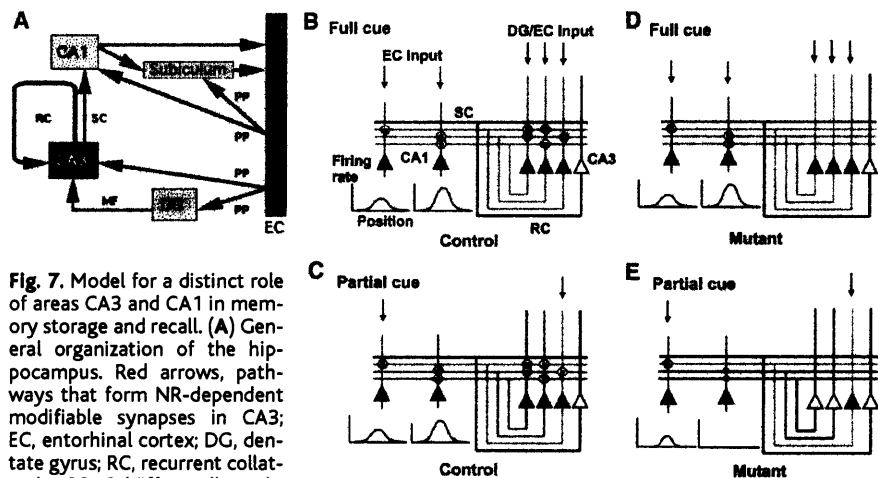 A
CA1
Subiculum
PP
RC
SC
PP
CA3
PP
MF
DG
PP
EC
B
Full cue
DG/EC Input
EC Input
SC
CA1
CA3
Firing
rate
Position
RC
Control
D
Full cue
Mutant
C
Partial cue
Control
E
Partial cue
Mutant
Fig. 7. Model for a distinct role
of areas CA3 and CA1 in mem-
ory storage and recall. (A) Gen-
eral organization of the hip-
pocampus. Red arrows, path-
ways that form NR-dependent
modifiable synapses in CA3;
EC, entorhinal cortex; DG, den-
tate gyrus; RC, recurrent collat-